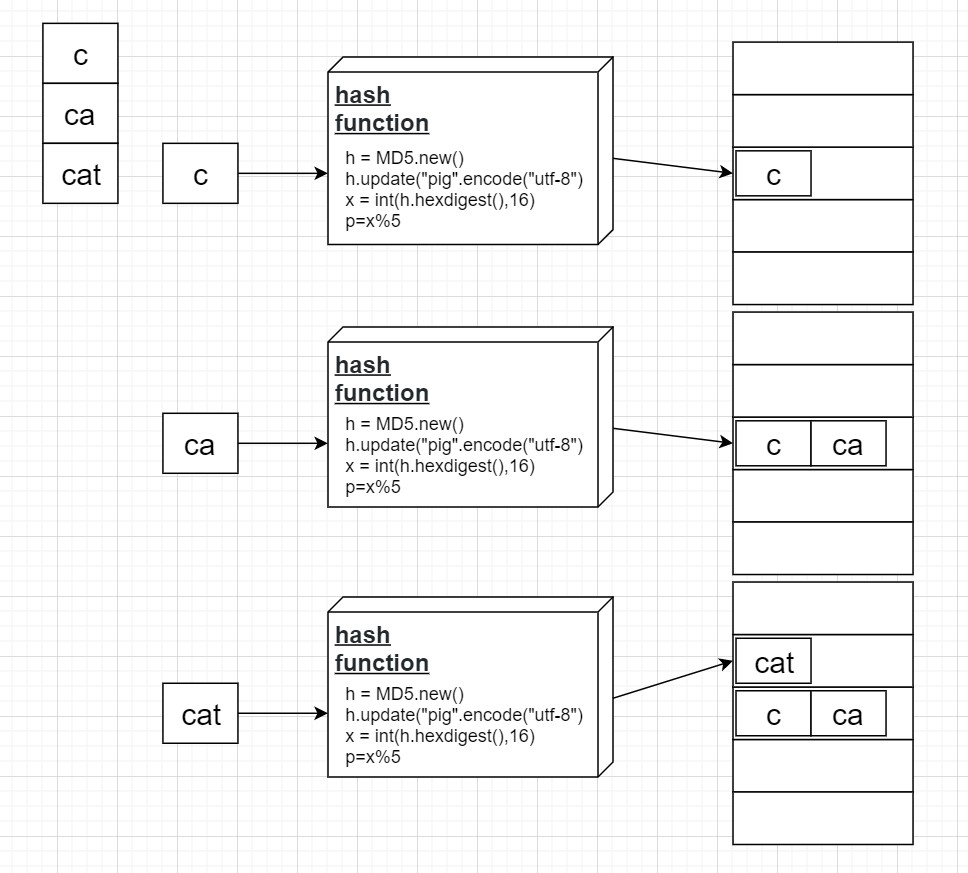 c
ca
cat
c
hash
function
h = MD5.new()
h.update("pig".encode("utf-8")
x = int(h.hexdigest(),16)
p=x%5
c
ca
hash
function
h = MD5.new()
h.update("pig".encode("utf-8")
x = int(h.hexdigest(),16)
p=x%5
c ca
cat
hash
function
h = MD5.new()
h.update("pig".encode("utf-8")
x = int(h.hexdigest(),16)
p=x%5
cat
c ca